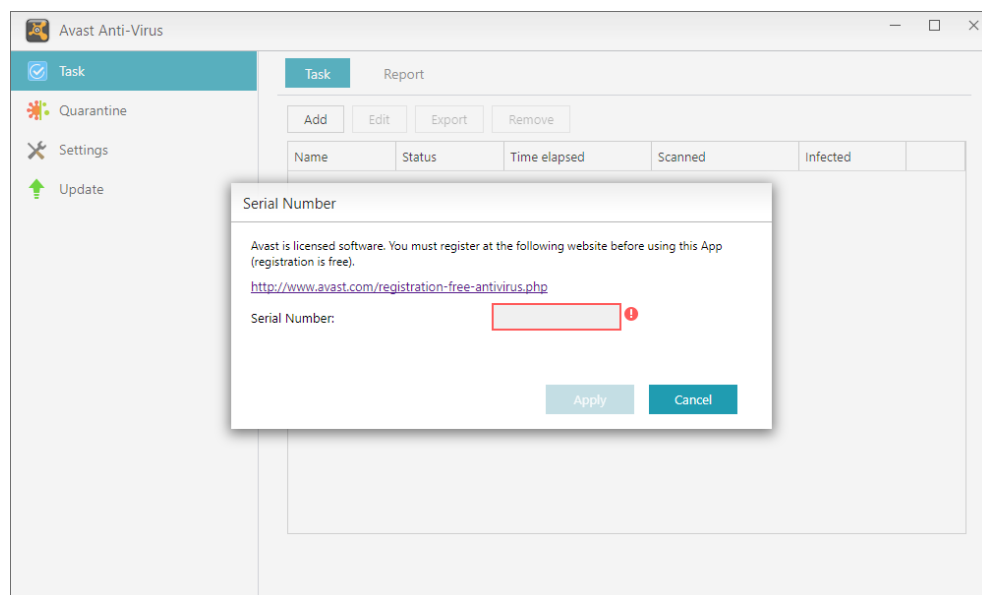 Avast Anti-Virus
Task
Quarantine
Settings
Update
Task Report
Add Edit Export Remove
Name Status Time elapsed Scanned Infected
Serial Number
Avast is licensed software. You must register at the following website before using this App
(registration is free).
http://www.avast.com/registration-free-antivirus.php
Serial Number:
Apply Cancel